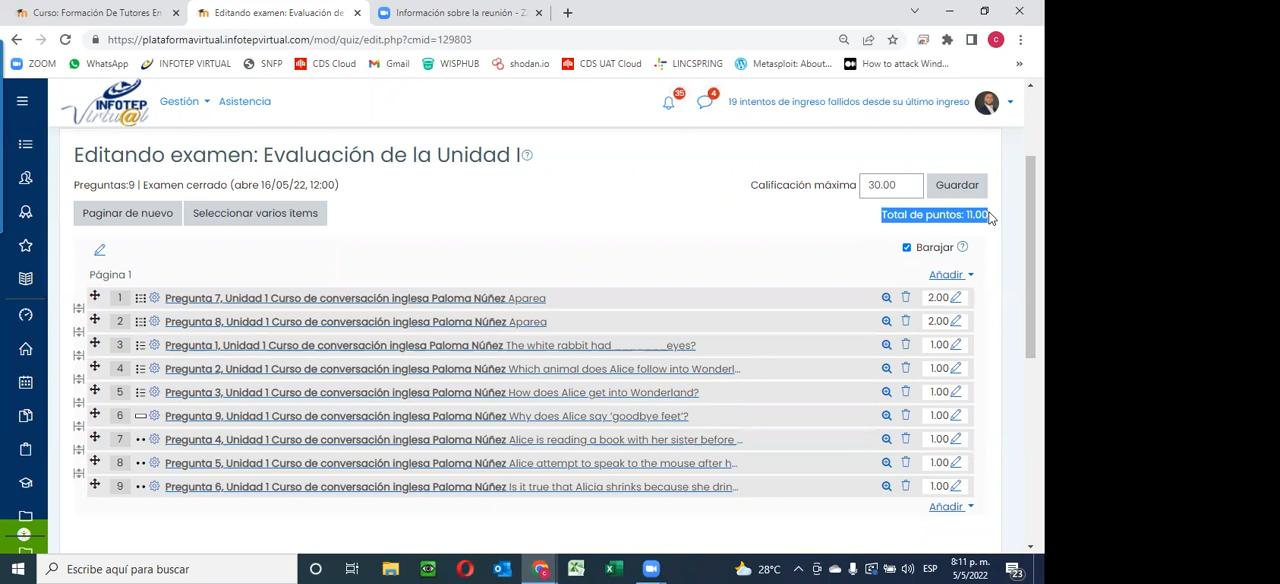 Curso: Formación De Tutores En
Editando examen: Evaluación de
Información sobre la reunión - Z
https://plataformavirtual.infotepvirtual.com/mod/quiz/edit.php?cmid=129803
c
ZOOM
WhatsApp
INFOTEP VIRTUAL
SNFP
CDS Cloud
Gmail
WISPHUB
shodan.io
CDS UAT Cloud
LINCSPRING
Metasploit: About...
How to attack Wind...
»
INFOTEP
Virtu@l
Gestión
Asistencia
35
4
19 intentos de ingreso fallidos desde su último ingreso
Editando examen: Evaluación de la Unidad I
Preguntas:9 | Examen cerrado (abre 16/05/22, 12:00)
Calificación máxima
30.00
Guardar
Paginar de nuevo
Seleccionar varios ítems
Total de puntos: 11.00
Barajar
Página 1
Añadir
1 Pregunta 7, Unidad 1 Curso de conversación inglesa Paloma Núñez Aparea 2.00
2 Pregunta 8, Unidad 1 Curso de conversación inglesa Paloma Núñez Aparea 2.00
3 Pregunta 1, Unidad 1 Curso de conversación inglesa Paloma Núñez The white rabbit had _______eyes? 1.00
4 Pregunta 2, Unidad 1 Curso de conversación inglesa Paloma Núñez Which animal does Alice follow into Wonderl... 1.00
5 Pregunta 3, Unidad 1 Curso de conversación inglesa Paloma Núñez How does Alice get into Wonderland? 1.00
6 Pregunta 9, Unidad 1 Curso de conversación inglesa Paloma Núñez Why does Alice say ‘goodbye feet’? 1.00
7 Pregunta 4, Unidad 1 Curso de conversación inglesa Paloma Núñez Alice is reading a book with her sister before ... 1.00
8 Pregunta 5, Unidad 1 Curso de conversación inglesa Paloma Núñez Alice attempt to speak to the mouse after h... 1.00
9 Pregunta 6, Unidad 1 Curso de conversación inglesa Paloma Núñez Is it true that Alicia shrinks because she drin... 1.00
Añadir
Escribe aquí para buscar
28°C
ESP
8:11 p. m.
5/5/2022
23